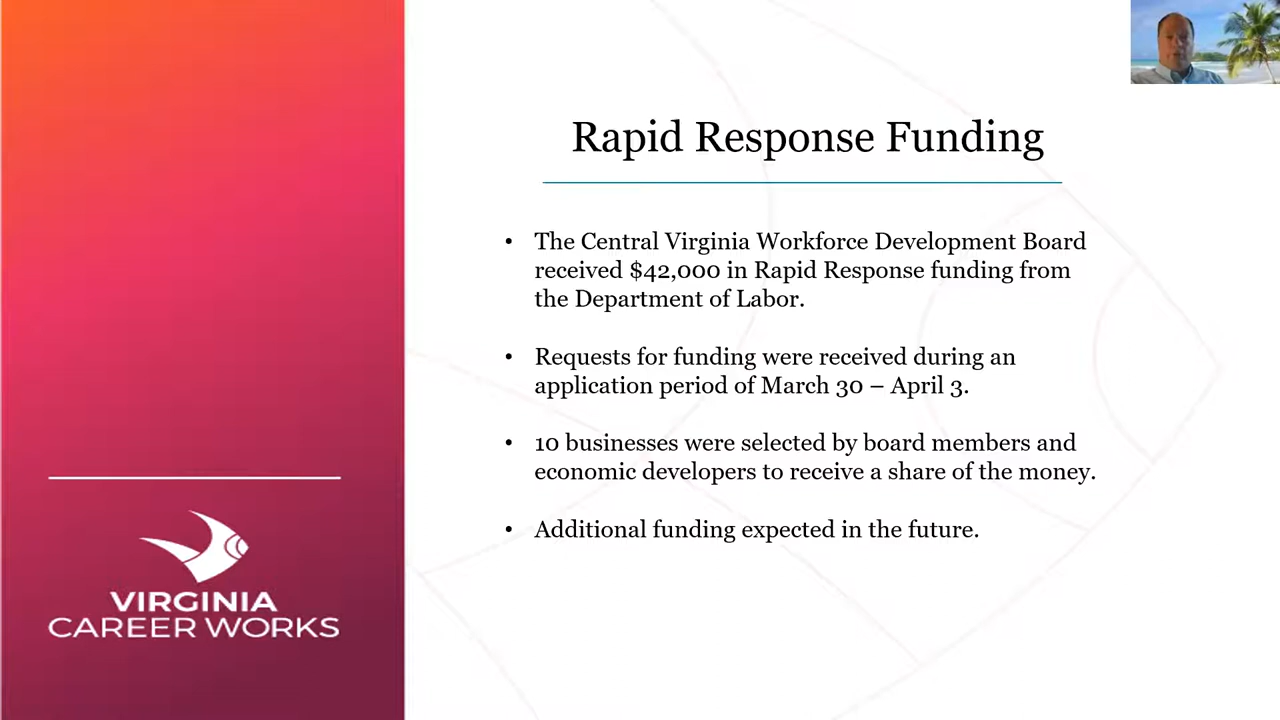 Rapid Response Funding
• The Central Virginia Workforce Development Board
received $42,000 in Rapid Response funding from
the Department of Labor.
• Requests for funding were received during an
application period of March 30 – April 3.
• 10 businesses were selected by board members and
economic developers to receive a share of the money.
• Additional funding expected in the future.
VIRGINIA
CAREER WORKS